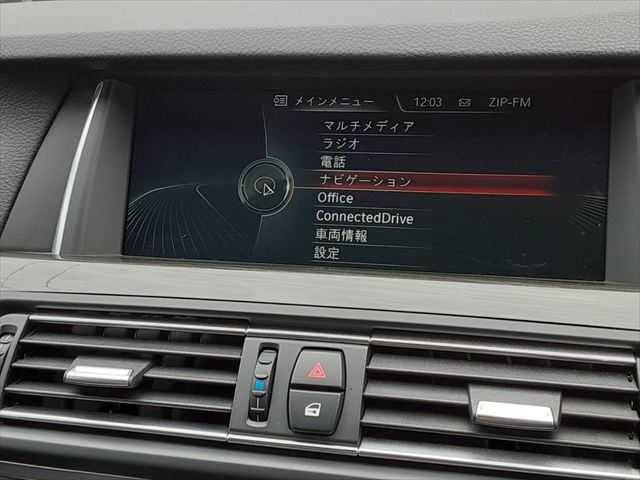 メインメニュー 12:03 ZIP-FM
マルチメディア
ラジオ
電話
ナビゲーション
Office
ConnectedDrive
車両情報
設定